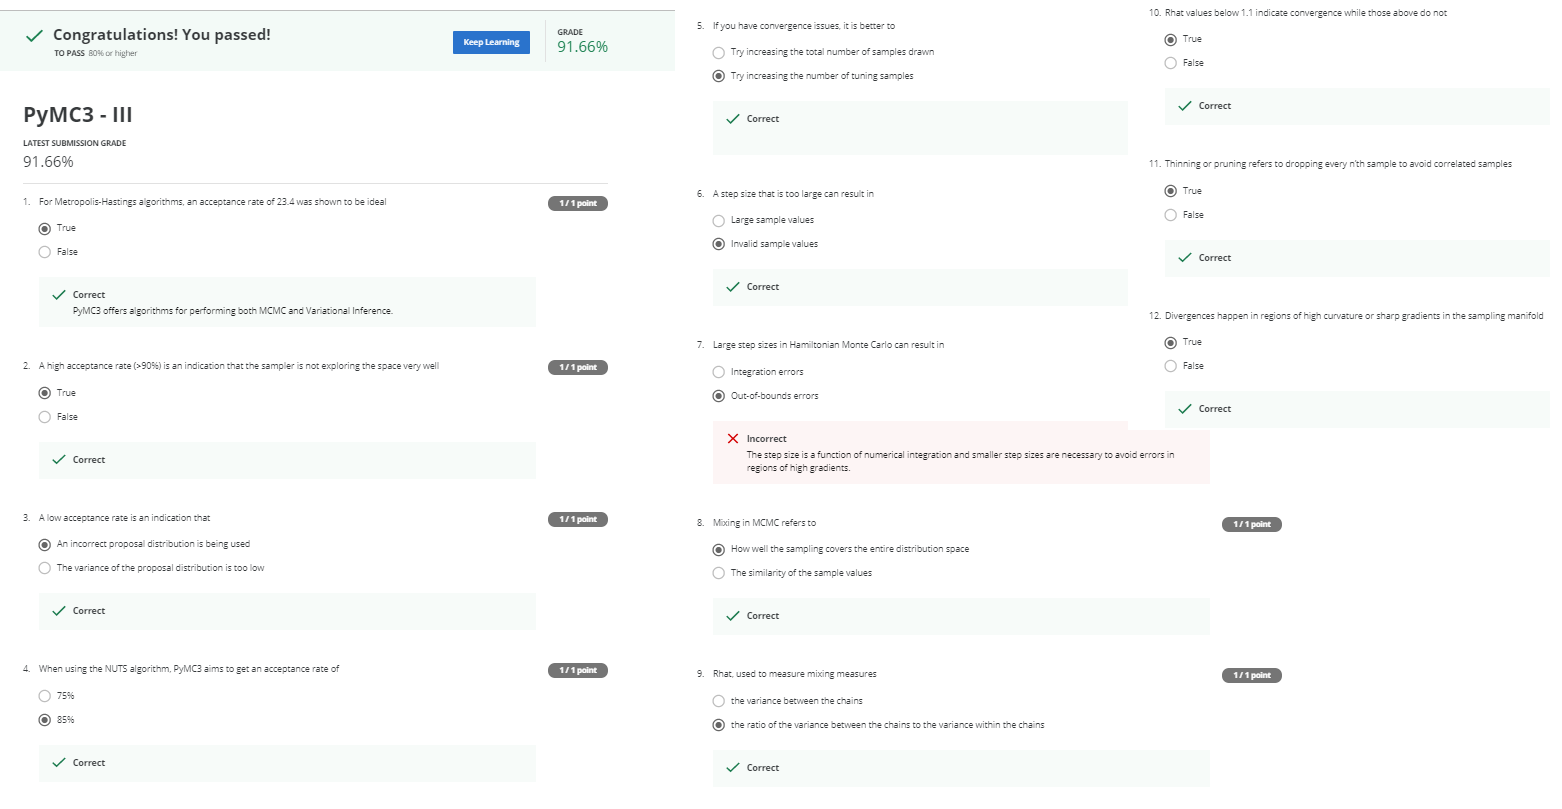 Congratulations! You passed!
TO PASS 80% or higher
Keep Learning
GRADE
91.66%
PyMC3 - III
LATEST SUBMISSION GRADE
91.66%
1. For Metropolis-Hastings algorithms, an acceptance rate of 23.4 was shown to be ideal
1 / 1 point
True
False
Correct
PyMC3 offers algorithms for performing both MCMC and Variational Inference.
2. A high acceptance rate (>90%) is an indication that the sampler is not exploring the space very well
1 / 1 point
True
False
Correct
3. A low acceptance rate is an indication that
1 / 1 point
An incorrect proposal distribution is being used
The variance of the proposal distribution is too low
Correct
4. When using the NUTS algorithm, PyMC3 aims to get an acceptance rate of
1 / 1 point
75%
85%
Correct
5. If you have convergence issues, it is better to
Try increasing the total number of samples drawn
Try increasing the number of tuning samples
Correct
6. A step size that is too large can result in
Large sample values
Invalid sample values
Correct
7. Large step sizes in Hamiltonian Monte Carlo can result in
Integration errors
Out-of-bounds errors
Incorrect
The step size is a function of numerical integration and smaller step sizes are necessary to avoid errors in
regions of high gradients.
8. Mixing in MCMC refers to
1 / 1 point
How well the sampling covers the entire distribution space
The similarity of the sample values
Correct
9. Rhat, used to measure mixing measures
1 / 1 point
the variance between the chains
the ratio of the variance between the chains to the variance within the chains
Correct
10. Rhat values below 1.1 indicate convergence while those above do not
True
False
Correct
11. Thinning or pruning refers to dropping every n'th sample to avoid correlated samples
True
False
Correct
12. Divergences happen in regions of high curvature or sharp gradients in the sampling manifold
True
False
Correct